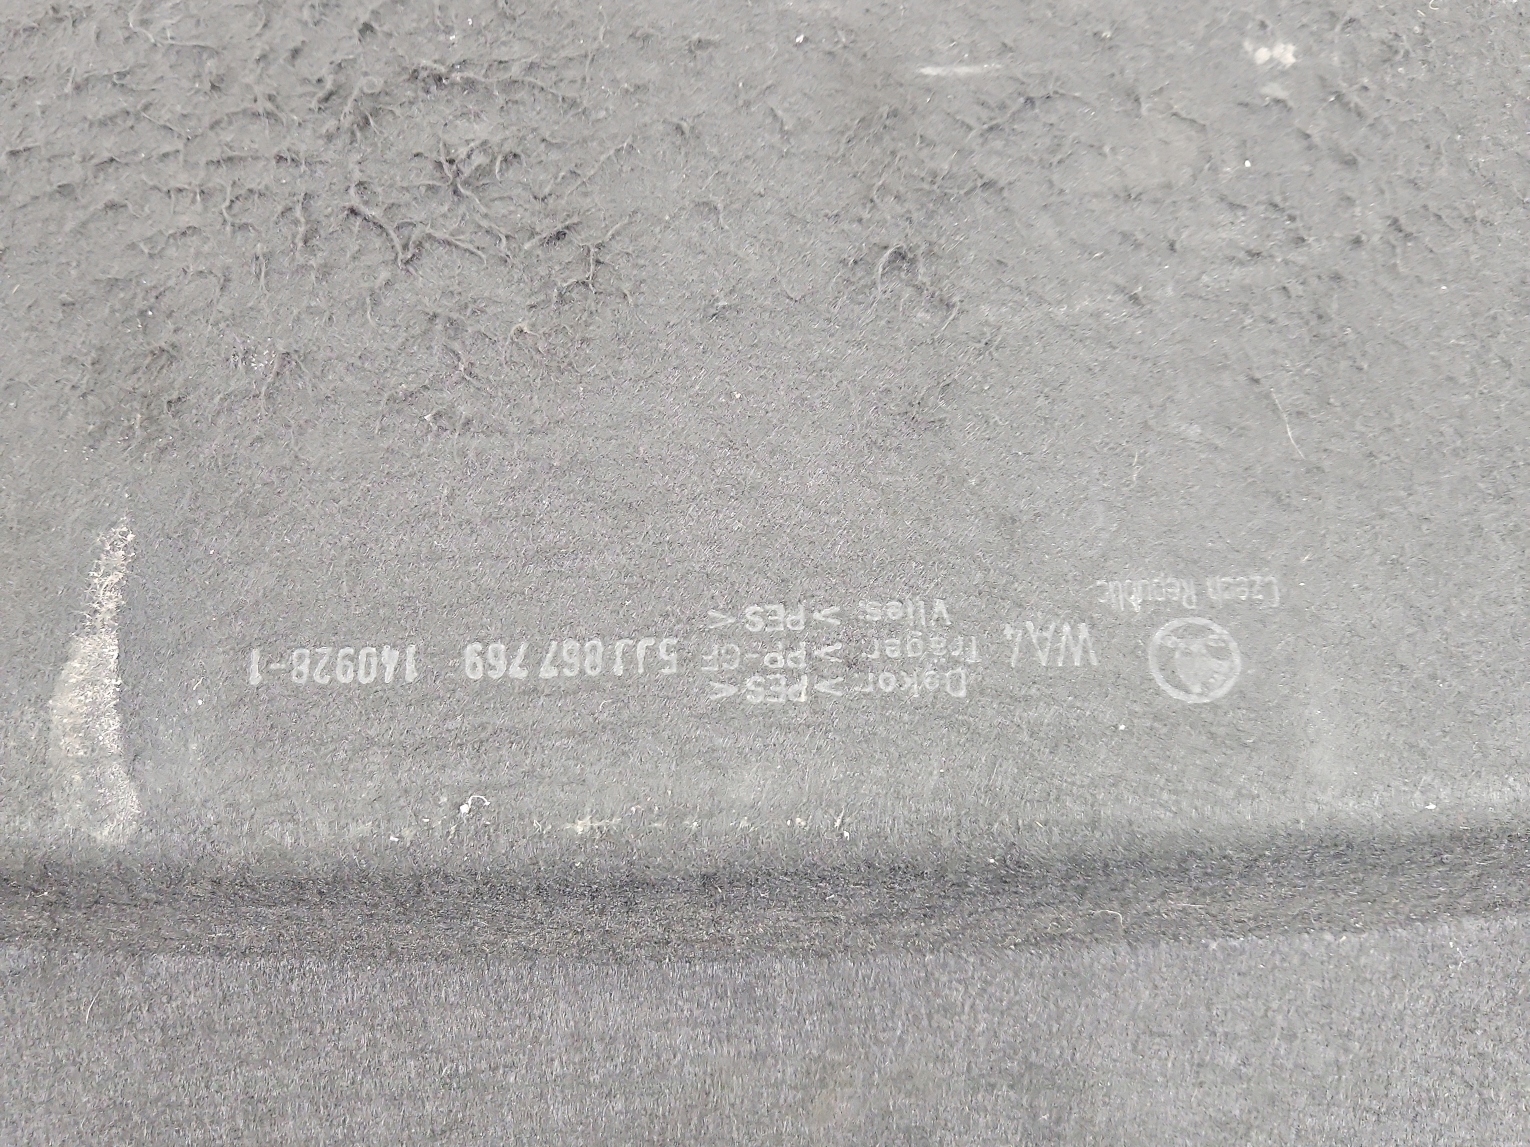 Dekor >PES<
WA4 Träger >PP-GF 5JJ 867 769 140928-1
Vlies >PES<
Czech Republic